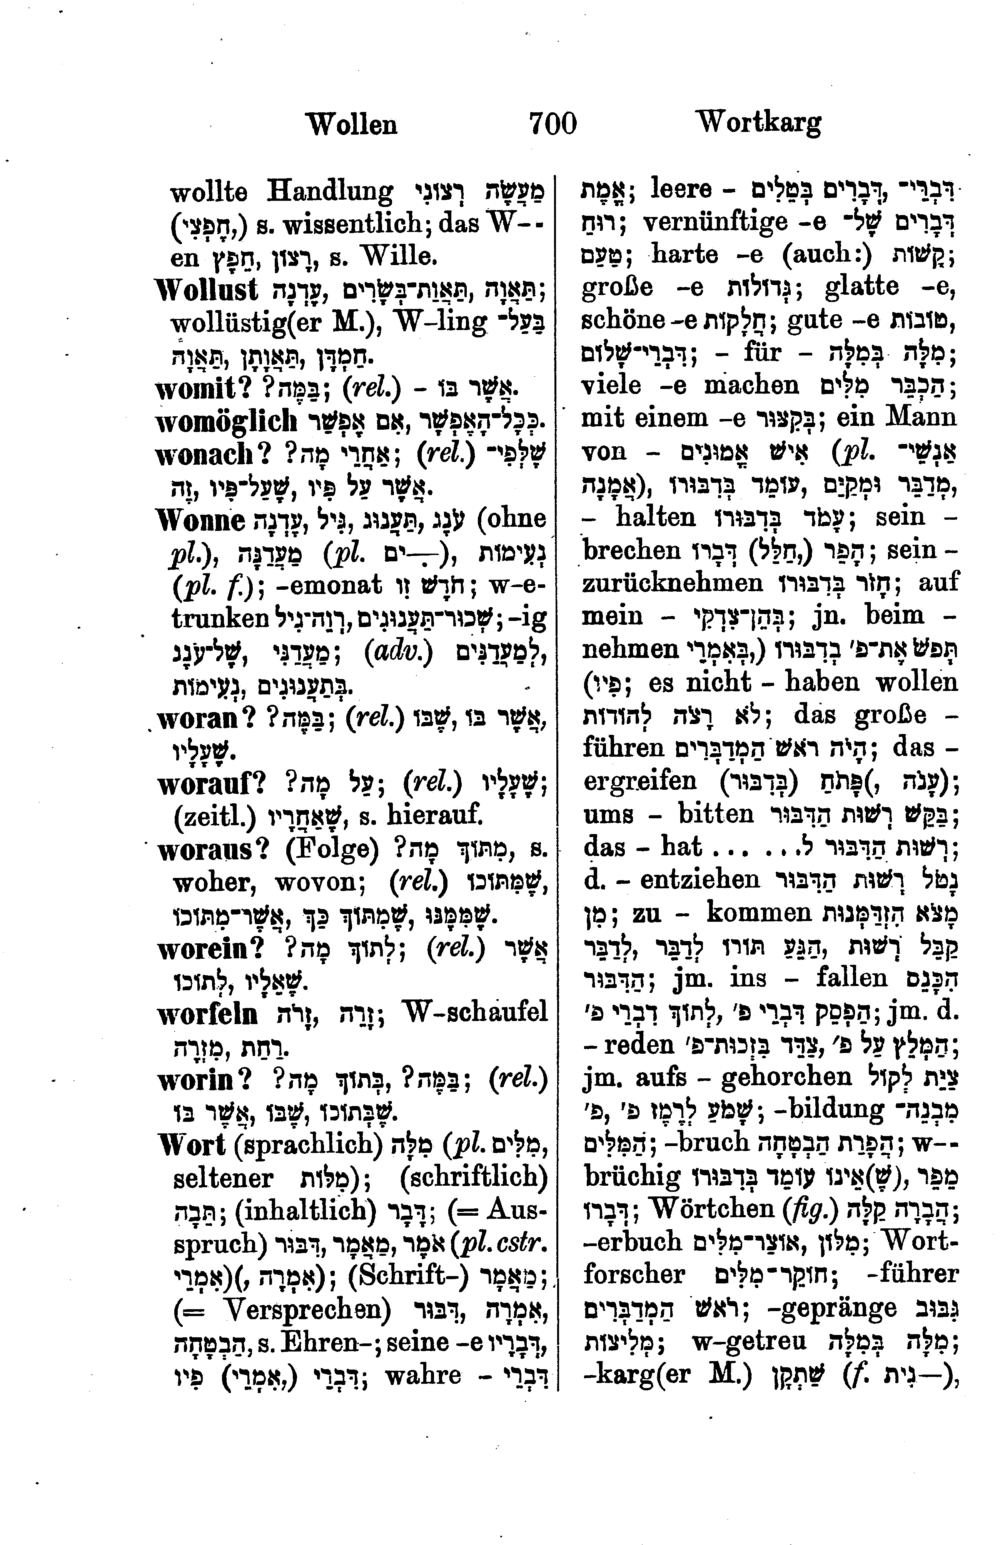 Wollen 700 Wortkarg
wollte Handlung מַעֲשֶׂה רְצוֹנִי
(חֶפְצִי,) s. wissentlich; das W--
en רָצוֹן, חֵפֶץ, s. Wille.
Wollust תַּאֲוָה, תַּאֲוַת־בְּשָׂרִים, עֶדְנָה;
wollüstig(er M.), W-ling בַּעַל־
תַּאֲוָה, תַּאַוְתָן, חַמְדָן.
womit? בַּמֶּה?; (rel.) – אֲשֶׁר בּוֹ.
womöglich אִם אֶפְשָׁר, כְּכָל־הָאֶפְשָׁר.
wonach? אַחֲרֵי מָה?; (rel.) שֶׁלְּפִי־
זֶה, שֶׁעַל־פִּיו, אֲשֶׁר עַל פִּיו.
Wonne עֹנֶג, תַּעֲנוּג, גִּיל, עֶדְנָה (ohne
pl.), מַעֲדַנָּה (pl. —ִים), נְעִימוֹת
(pl. f.); -emonat חֹדֶשׁ זִו; w-e-
trunken שְׁכוּר־תַּעֲנוּגִים, רְוֵה־גִיל; -ig
שֶׁל־עֹנֶג, מַעֲדַנִּי; (adv.) לְמַעֲדַנִּים,
בְּתַעֲנוּגִים, נְעִימוֹת.
woran? בַּמֶּה?; (rel.) אֲשֶׁר בּוֹ, שֶׁבּוֹ,
שֶׁעָלָיו.
worauf? עַל מָה?; (rel.) שֶׁעָלָיו;
(zeitl.) שֶׁאַחֲרָיו, s. hierauf.
woraus? (Folge) מִתּוֹךְ מָה?, s.
woher, wovon; (rel.) שֶׁמִּתּוֹכוֹ,
אֲשֶׁר־מִתּוֹכוֹ, שֶׁמִּתּוֹךְ כָּךְ, שֶׁמִּמֶּנּוּ.
worein? לְתוֹךְ מָה?; (rel.) אֲשֶׁר
לְתוֹכוֹ, שֶׁאֵלָיו.
worfeln זָרָה, זָרֹה; W-schaufel
רַחַת, מִזְרֶה.
worin? בַּמֶּה?, בְּתוֹךְ מָה?; (rel.)
אֲשֶׁר בּוֹ, שֶׁבּוֹ, שֶׁבְּתוֹכוֹ.
Wort (sprachlich) מִלָּה (pl. מִלִּים,
seltener מִלּוֹת); (schriftlich)
תֵּבָה; (inhaltlich) דָּבָר; (= Aus-
spruch) אֹמֶר, מַאֲמָר, דִּבּוּר (pl. cstr.
אִמְרֵי)(, אִמְרָה); (Schrift-) מַאֲמָר;
(= Versprechen) דִּבּוּר, אִמְרָה,
הַבְטָחָה, s. Ehren-; seine -e דְּבָרָיו,
דִּבְרֵי (אִמְרֵי,) פִּיו; wahre – דִּבְרֵי
אֱמֶת; leere – דְּבָרִים בְּטֵלִים, דִּבְרֵי־
רוּחַ; vernünftige -e דְּבָרִים שֶׁל־
טַעַם; harte -e (auch:) קָשׁוֹת;
große -e גְּדוֹלוֹת; glatte -e,
schöne -e חֲלָקוֹת; gute -e טוֹבוֹת,
דִּבְרֵי־שָׁלוֹם; – für – מִלָּה בְּמִלָּה;
viele -e machen הַכְבֵּר מִלִּים;
mit einem -e בְּקִצּוּר; ein Mann
von – אִישׁ אֱמוּנִים (pl. אַנְשֵׁי־
אֲמָנָה), עוֹמֵד בְּדִבּוּרוֹ, מְדַבֵּר וּמְקַיֵּם,
– halten עָמֹד בְּדִבּוּרוֹ; sein –
brechen הָפֵר (חַלֵּל,) דְּבָרוֹ; sein –
zurücknehmen חָזֹר בְּדִבּוּרוֹ; auf
mein – בְּהֵן־צִדְקִי; jn. beim –
nehmen תָּפֹשׂ אֶת־פ׳ בְּדִבּוּרוֹ (בְּאִמְרֵי,
פִּיו); es nicht – haben wollen
לֹא רָצֹה לְהוֹדוֹת; das große –
führen הָיֹה רֹאשׁ הַמְדַבְּרִים; das –
ergreifen עָנֹה (, פָּתֹחַ (בְּדִבּוּר);
ums – bitten בַּקֵּשׁ רְשׁוּת הַדִּבּוּר;
das – hat ... ... רְשׁוּת הַדִּבּוּר לְ;
d. – entziehen נָטֹל רְשׁוּת הַדִּבּוּר
מִן; zu – kommen מָצֹא הִזְדַּמְּנוּת
לְדַבֵּר, הַגַּע תּוֹרוֹ לְדַבֵּר, קַבֵּל רְשׁוּת
הַדִּבּוּר; jm. ins – fallen הִכָּנֵס
לְתוֹךְ דִּבְרֵי פ׳, הַפְסֵק דִּבְרֵי פ׳; jm. d.
– reden הַמְלֵץ עַל פ׳, צַדֵּד בִּזְכוּת־פ׳;
jm. aufs – gehorchen צַיֵּת לְקוֹל
פ׳, שָׁמֹעַ לְרֶמֶז פ׳; -bildung מִבְנֵה־
הַמִּלִּים; -bruch הֲפָרַת הַבְטָחָה; w--
brüchig מֵפֵר, (שֶׁ)אֵינוֹ עוֹמֵד בְּדִבּוּרוֹ
דְּבָרוֹ; Wörtchen (fig.) הֲבָרָה קַלָּה;
-erbuch מִלּוֹן, אוֹצַר־מִלִּים; Wort-
forscher חוֹקֵר־מִלִּים; -führer
רֹאשׁ הַמְדַבְּרִים; -gepränge גִּבּוּב
מְלִיצוֹת; w-getreu מִלָּה בְּמִלָּה;
-karg(er M.) שַׁתְקָן (f. —ָנִית),